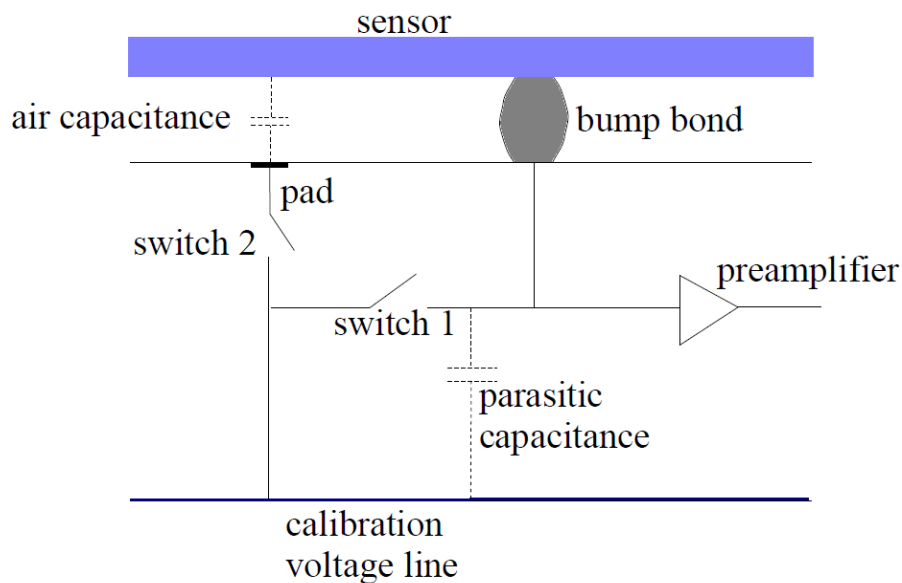 sensor
air capacitance
bump bond
pad
switch 2
preamplifier
switch 1
parasitic
capacitance
calibration
voltage line